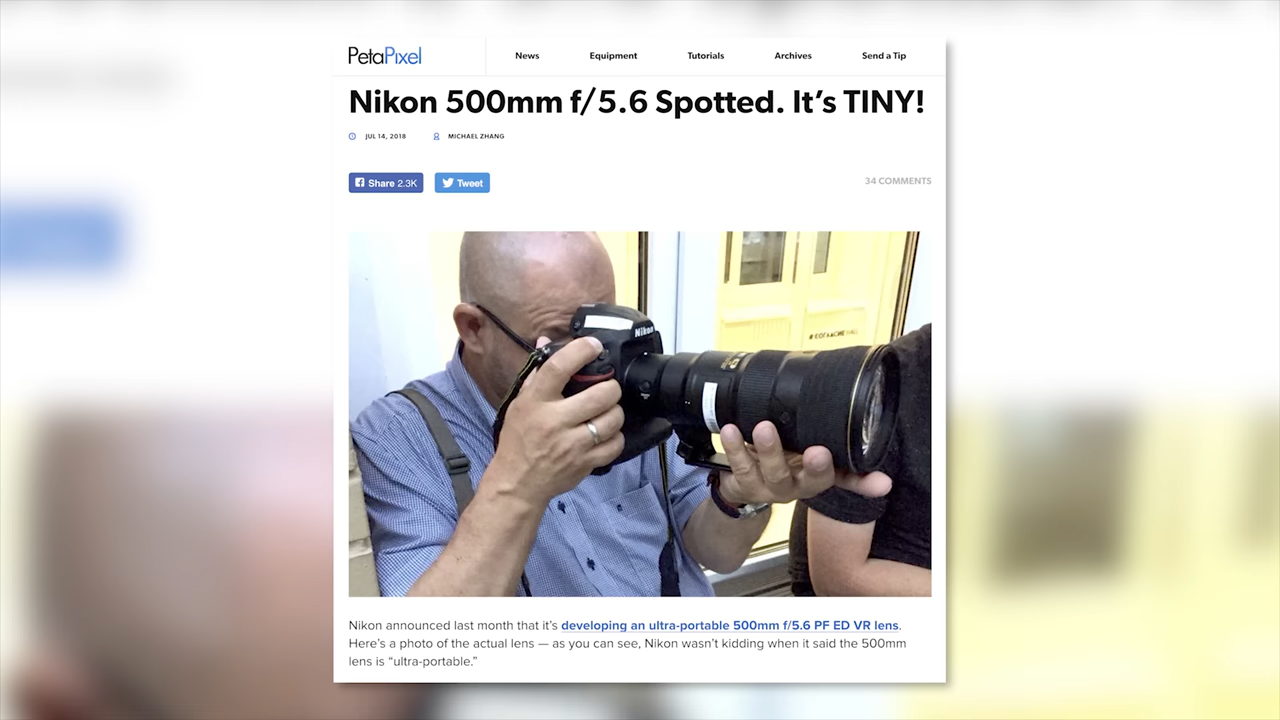 PetaPixel
News Equipment Tutorials Archives Send a Tip
Nikon 500mm f/5.6 Spotted. It's TINY!
JUL 14, 2018 MICHAEL ZHANG
Share 2.3K Tweet 34 COMMENTS
Nikon
Nikon announced last month that it's developing an ultra-portable 500mm f/5.6 PF ED VR lens.
Here's a photo of the actual lens — as you can see, Nikon wasn't kidding when it said the 500mm
lens is "ultra-portable."